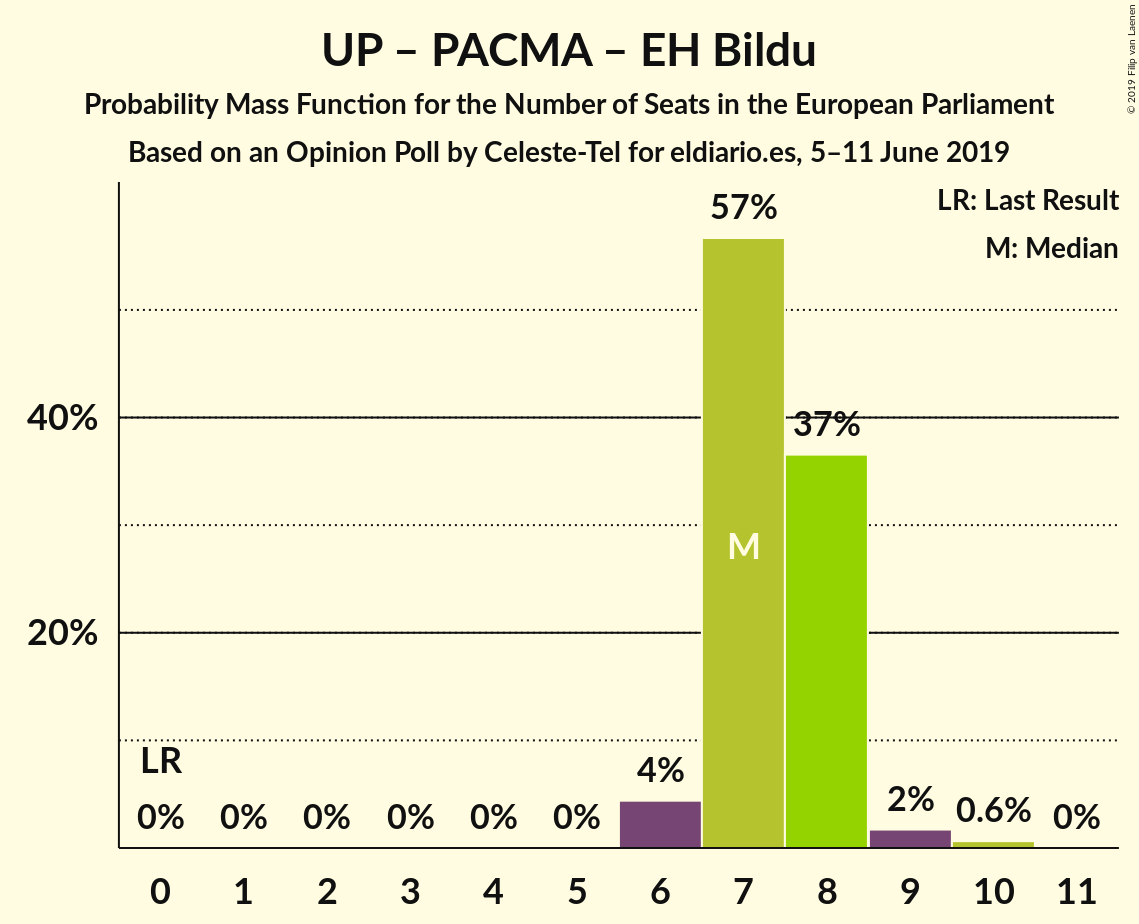 UP – PACMA – EH Bildu
Probability Mass Function for the Number of Seats in the European Parliament
Based on an Opinion Poll by Celeste-Tel for eldiario.es, 5–11 June 2019
© 2019 Filip van Laenen
LR: Last Result
M: Median
57%
40%
37%
M
20%
LR
4%
2%
0.6%
0% 0% 0% 0% 0% 0% 0%
0 1 2 3 4 5 6 7 8 9 10 11